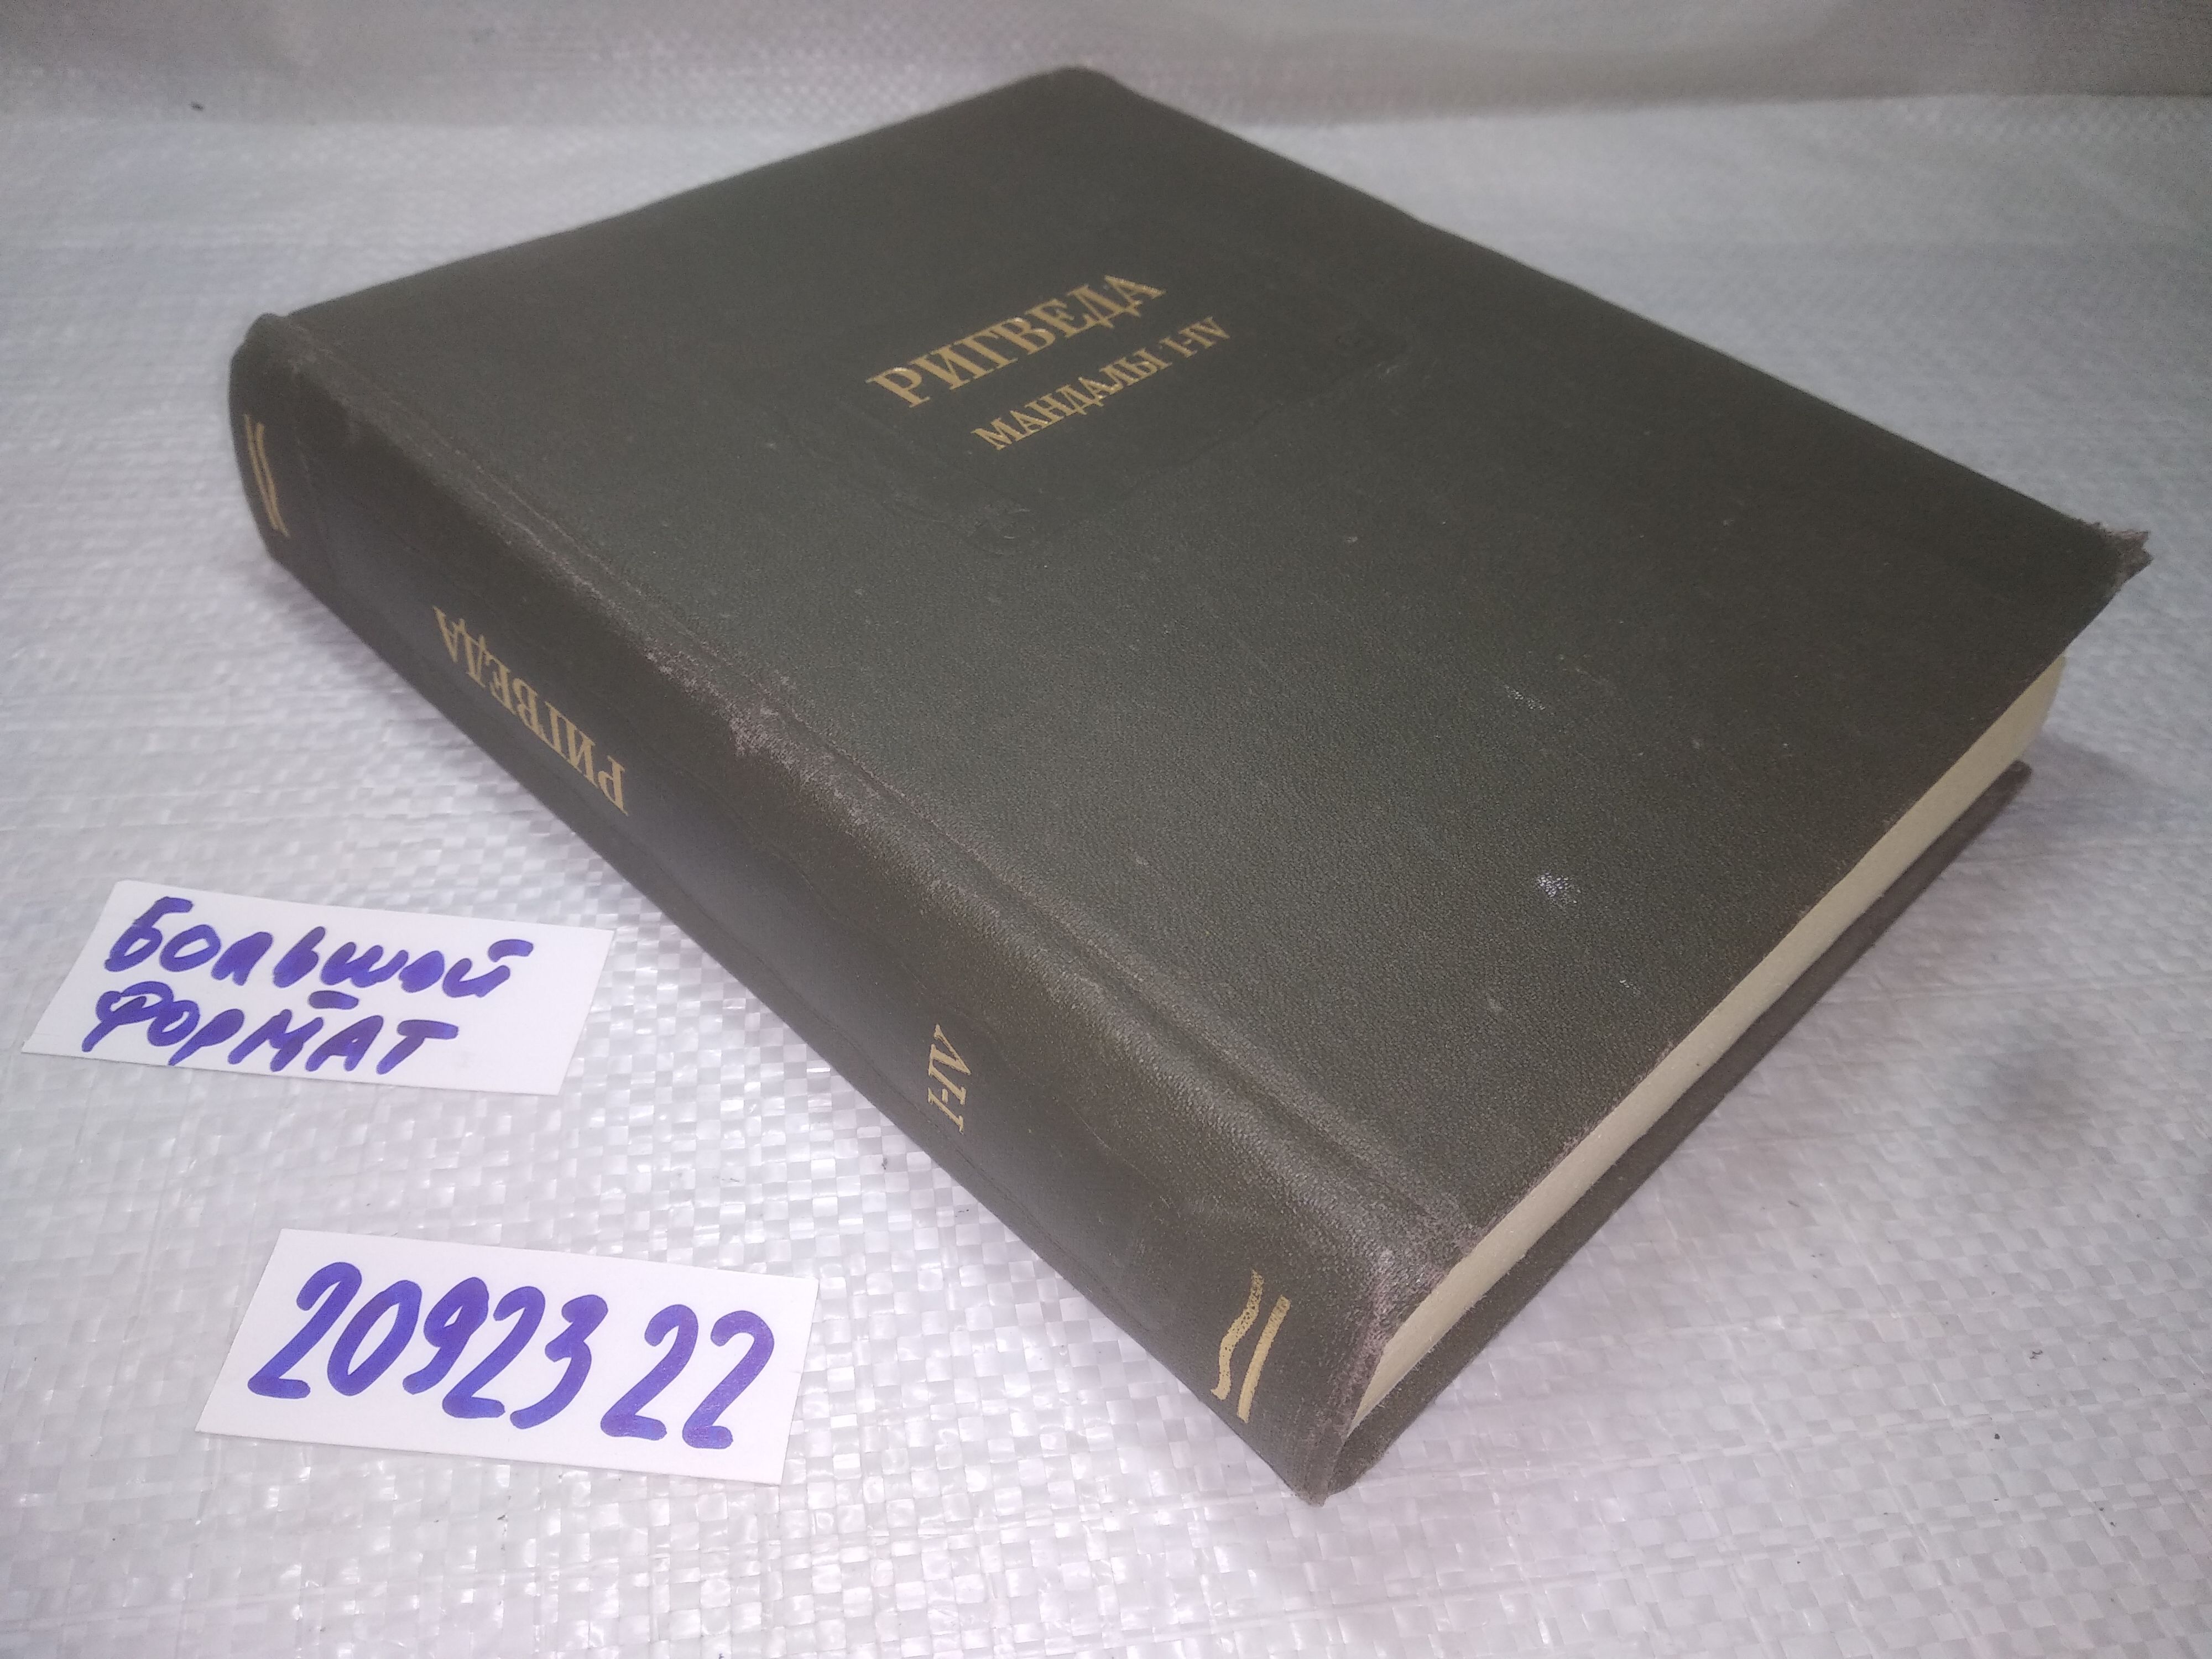 РИГВЕДА
МАНДАЛЫ I-IV
РИГВЕДА
I-IV
БОЛЬШОЙ
ФОРМАТ
2092322